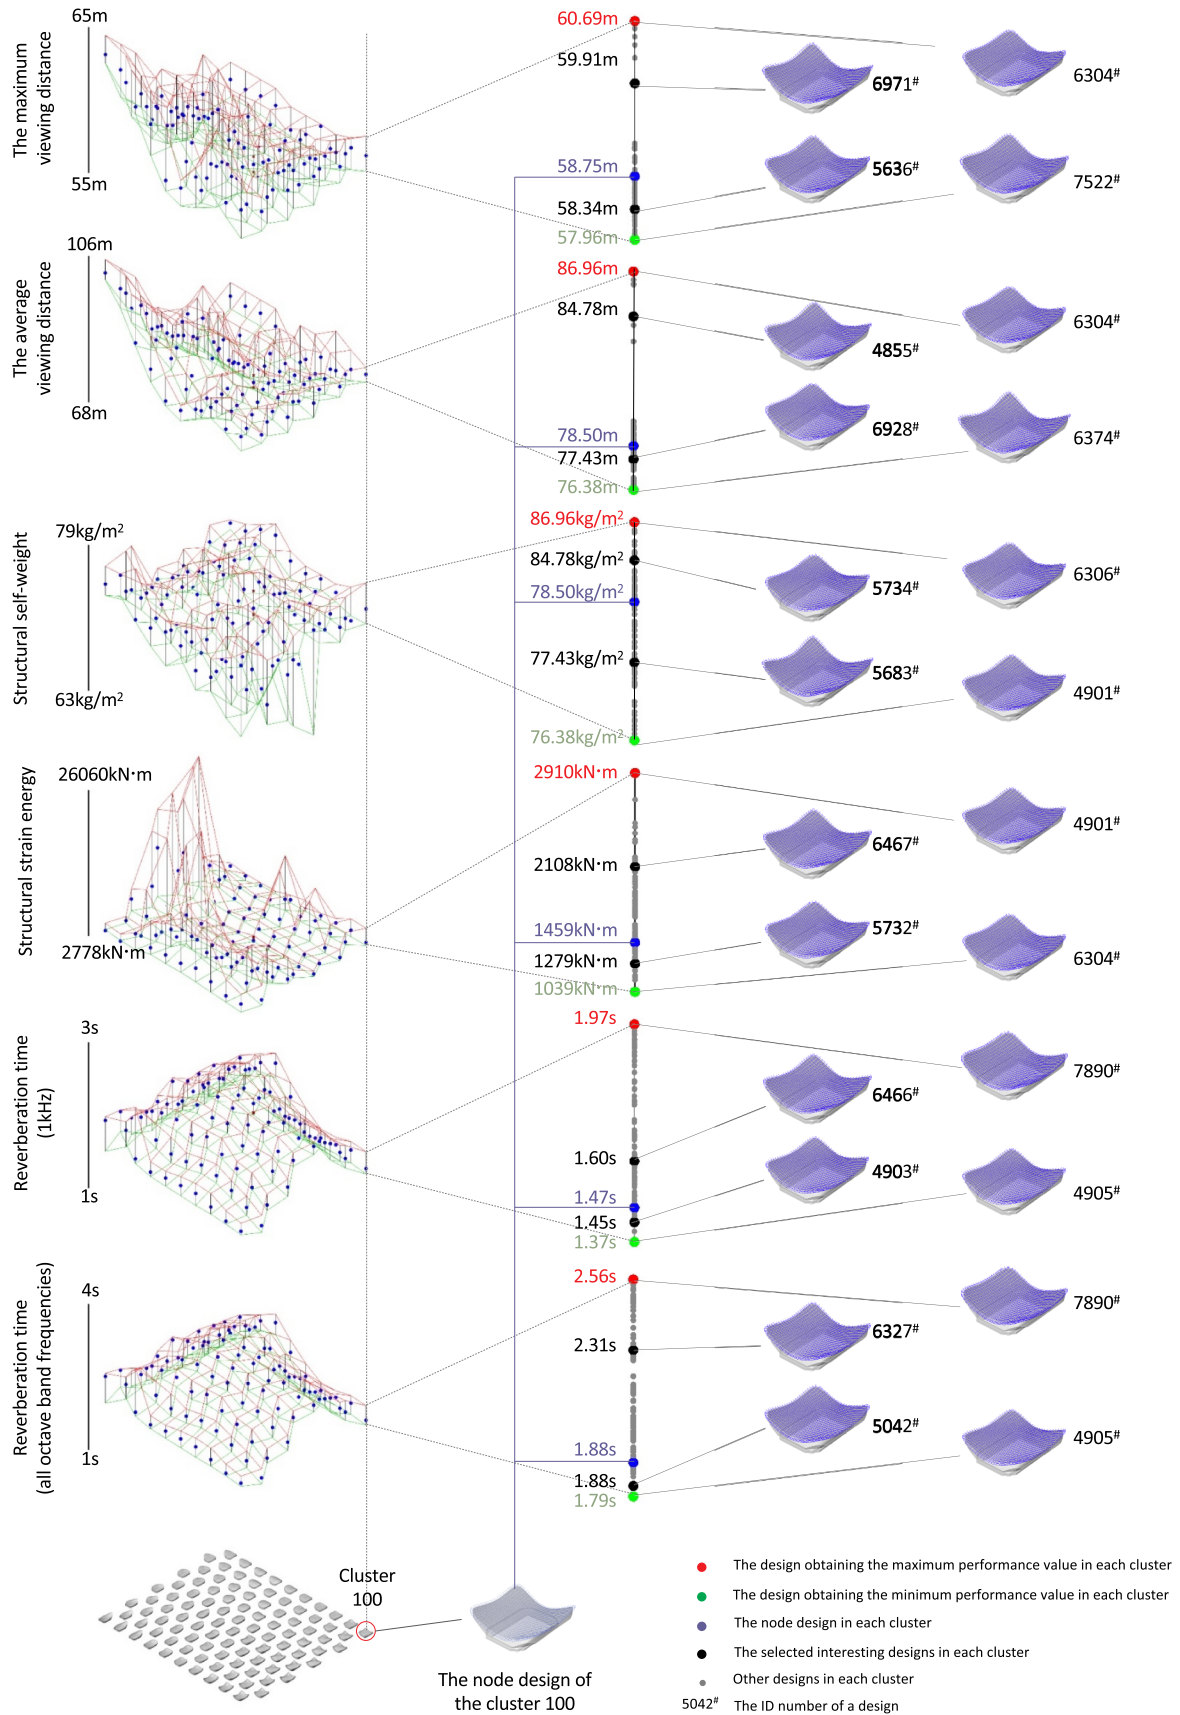 The maximum
viewing distance
65m
55m
60.69m
59.91m
58.75m
58.34m
57.96m
6971#
6304#
5636#
7522#
The average
viewing distance
106m
68m
86.96m
84.78m
78.50m
77.43m
76.38m
4855#
6304#
6928#
6374#
Structural self-weight
79kg/m²
63kg/m²
86.96kg/m²
84.78kg/m²
78.50kg/m²
77.43kg/m²
76.38kg/m²
5734#
6306#
5683#
4901#
Structural strain energy
26060kN·m
2778kN·m
2910kN·m
2108kN·m
1459kN·m
1279kN·m
1039kN·m
6467#
4901#
5732#
6304#
Reverberation time
(1kHz)
3s
1s
1.97s
1.60s
1.47s
1.45s
1.37s
6466#
7890#
4903#
4905#
Reverberation time
(all octave band frequencies)
4s
1s
2.56s
2.31s
1.88s
1.88s
1.79s
6327#
7890#
5042#
4905#
Cluster
100
The node design of
the cluster 100
The design obtaining the maximum performance value in each cluster
The design obtaining the minimum performance value in each cluster
The node design in each cluster
The selected interesting designs in each cluster
Other designs in each cluster
5042# The ID number of a design